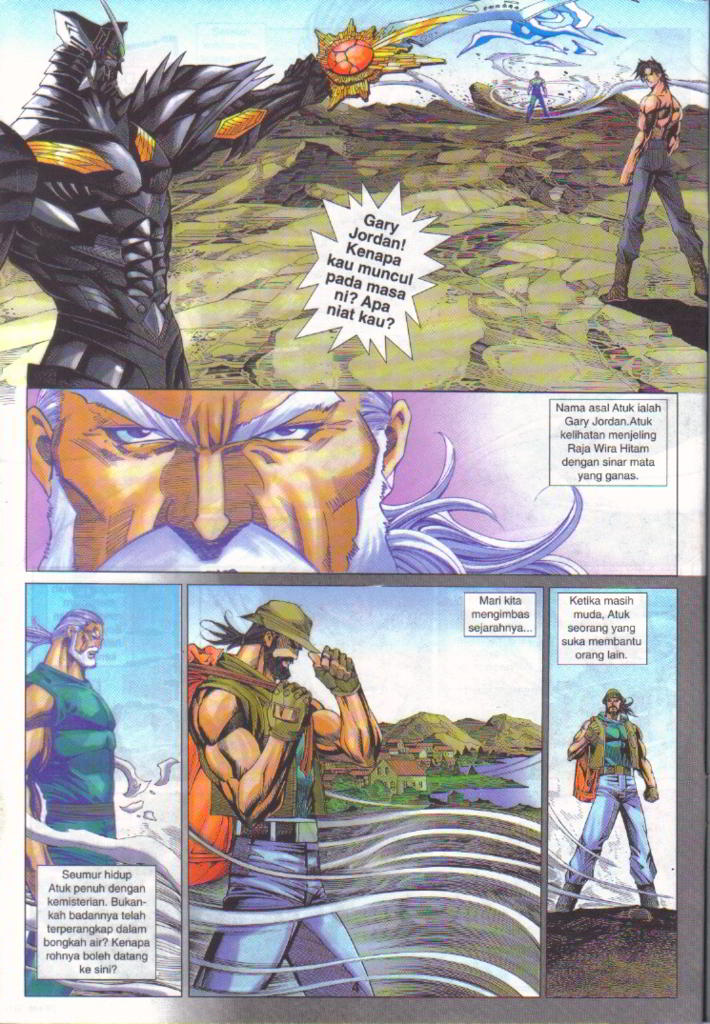 Gary
Jordan!
Kenapa
kau muncul
pada masa
ni? Apa
niat kau?
Nama asal Atuk ialah
Gary Jordan.Atuk
kelihatan menjeling
Raja Wira Hitam
dengan sinar mata
yang ganas.
Seumur hidup
Atuk penuh dengan
kemisterian. Bukan-
kah badannya telah
terperangkap dalam
bongkah air? Kenapa
rohnya boleh datang
ke sini?
Mari kita
mengimbas
sejarahnya...
Ketika masih
muda, Atuk
seorang yang
suka membantu
orang lain.
4